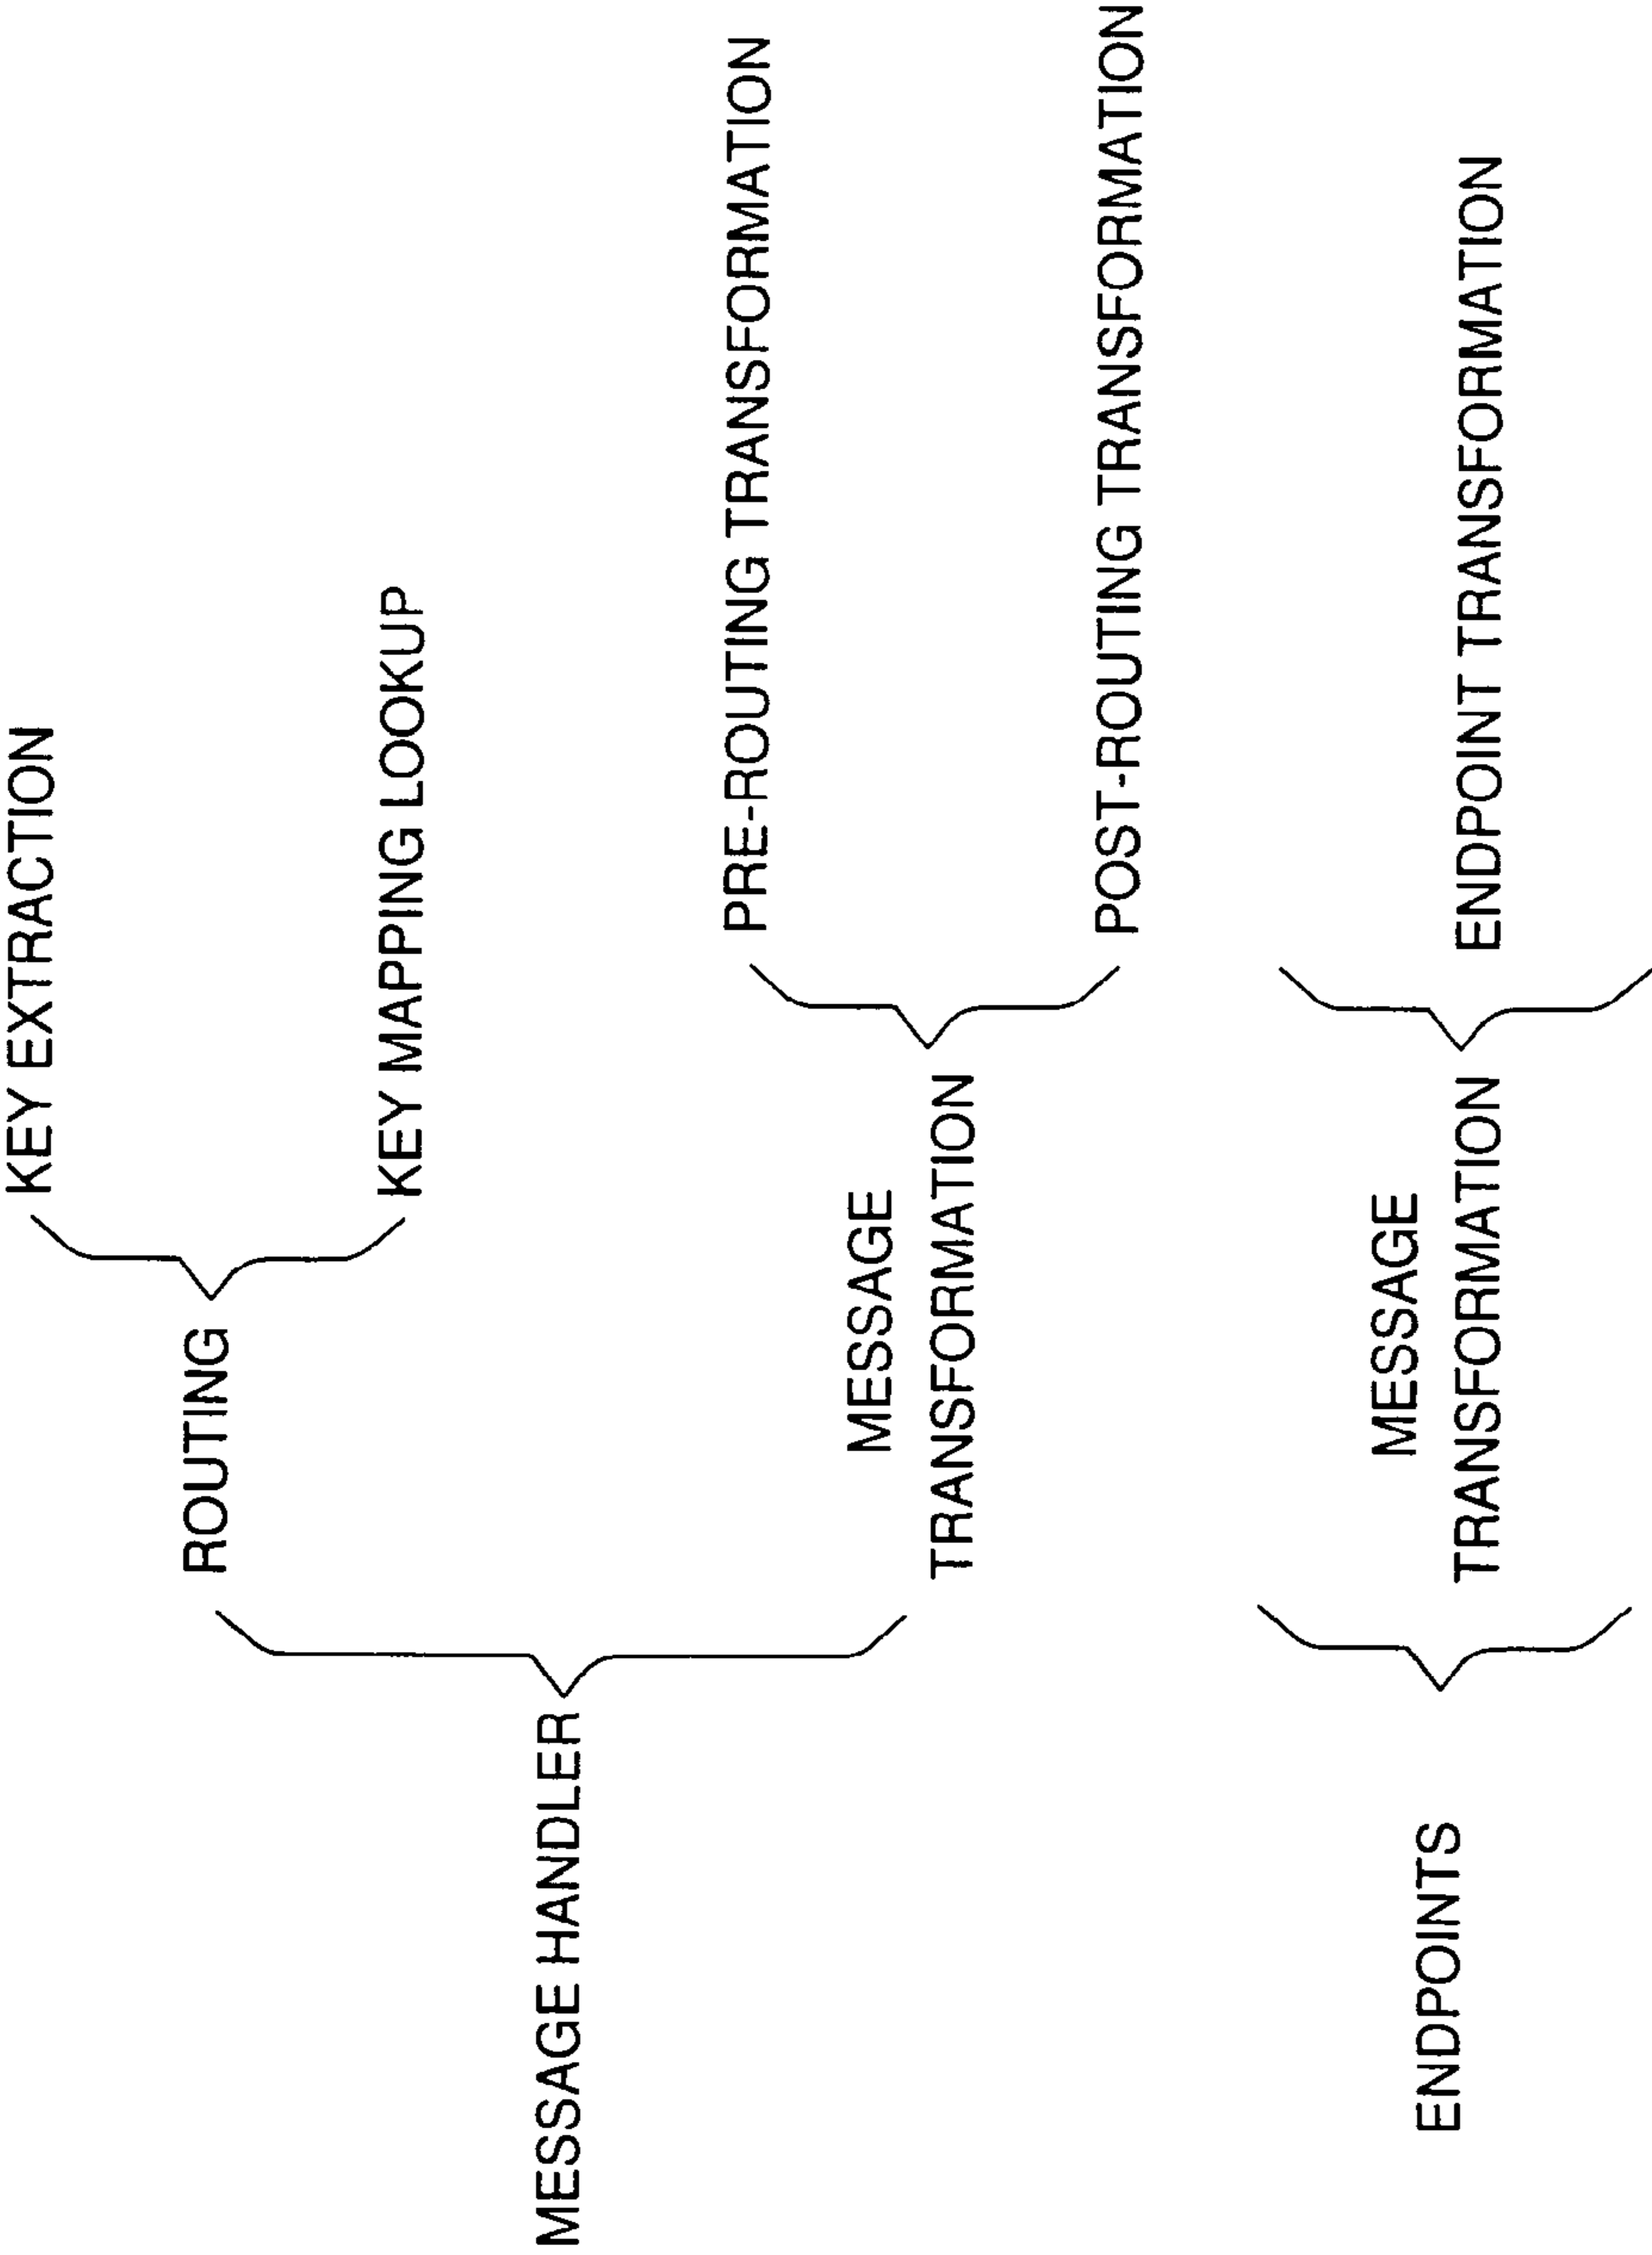 MESSAGE HANDLER
ROUTING
KEY EXTRACTION
KEY MAPPING LOOKUP
MESSAGE
TRANSFORMATION
PRE-ROUTING TRANSFORMATION
POST-ROUTING TRANSFORMATION
ENDPOINTS
MESSAGE
TRANSFORMATION
ENDPOINT TRANSFORMATION